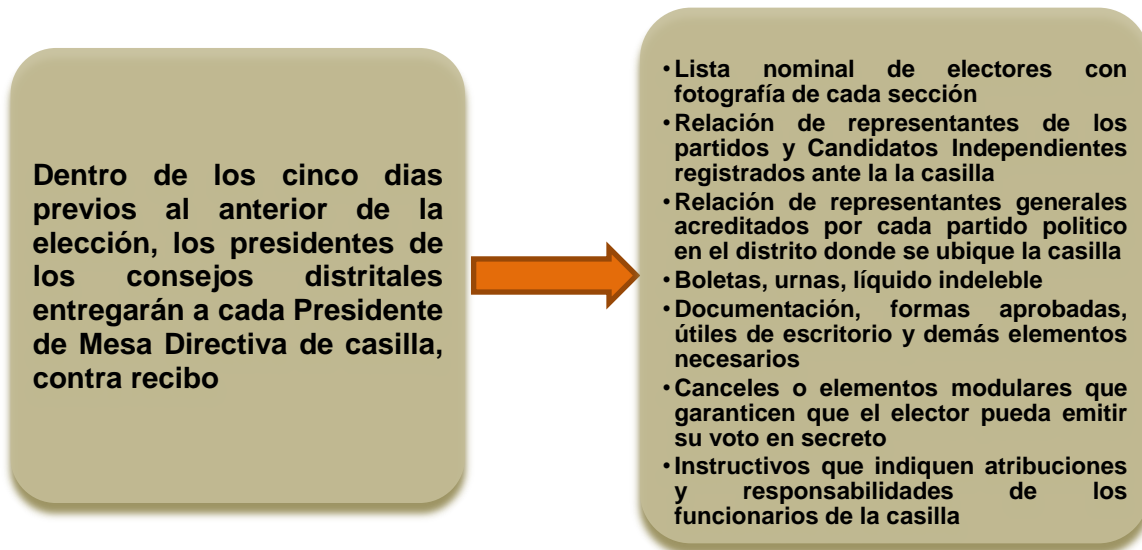 Dentro de los cinco dias
previos al anterior de la
elección, los presidentes de
los consejos distritales
entregarán a cada Presidente
de Mesa Directiva de casilla,
contra recibo
•Lista nominal de electores con
fotografía de cada sección
•Relación de representantes de los
partidos y Candidatos Independientes
registrados ante la la casilla
•Relación de representantes generales
acreditados por cada partido politico
en el distrito donde se ubique la casilla
•Boletas, urnas, líquido indeleble
•Documentación, formas aprobadas,
útiles de escritorio y demás elementos
necesarios
•Canceles o elementos modulares que
garanticen que el elector pueda emitir
su voto en secreto
•Instructivos que indiquen atribuciones
y responsabilidades de los
funcionarios de la casilla